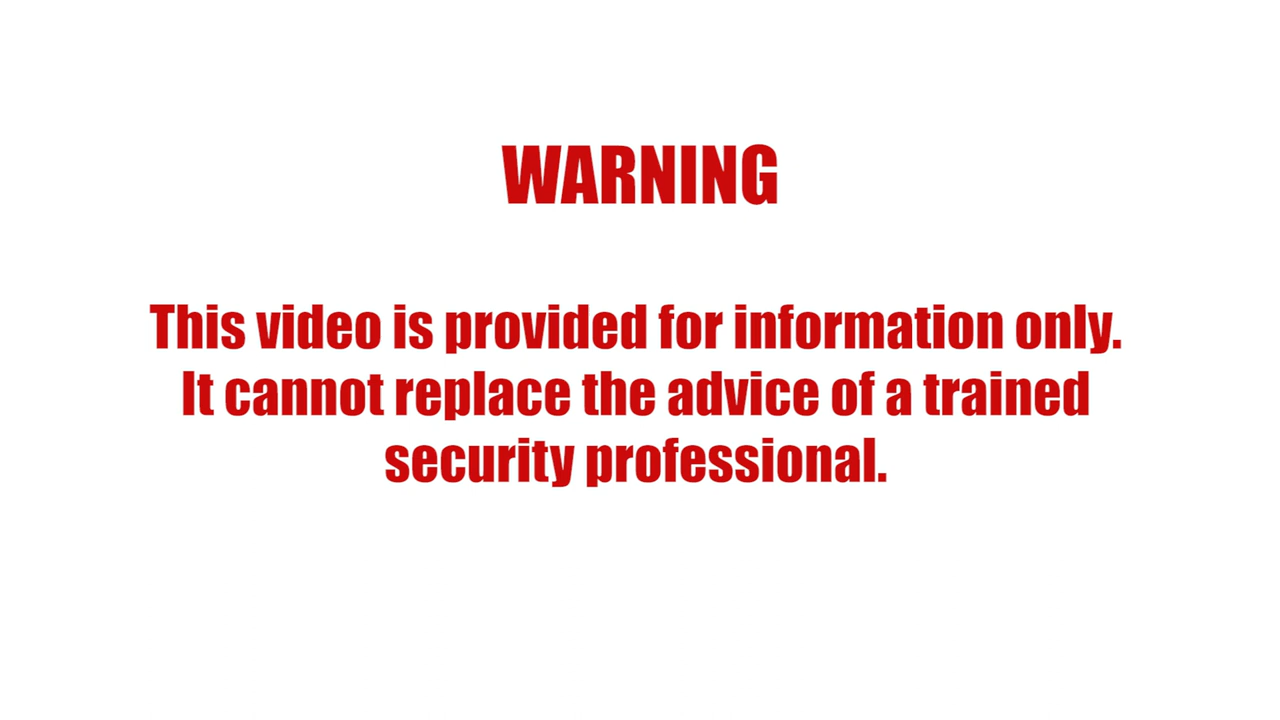 WARNING
This video is provided for information only.
It cannot replace the advice of a trained
security professional.